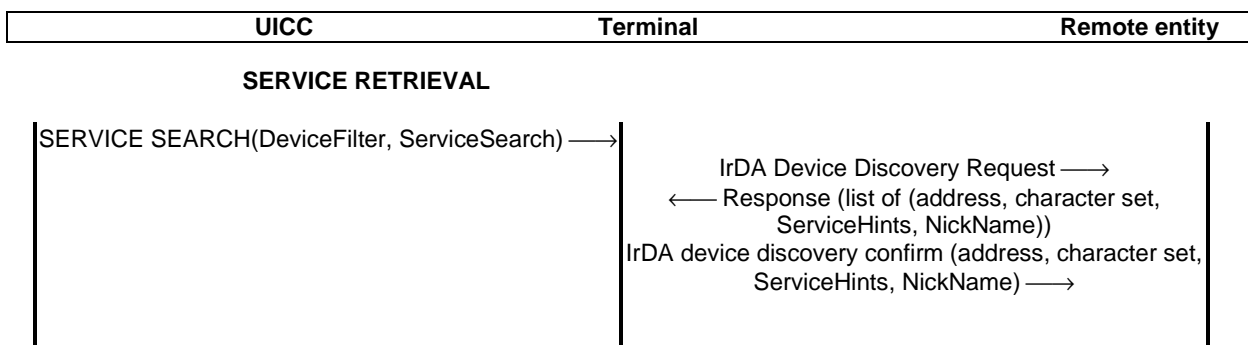 UICC Terminal Remote entity
SERVICE RETRIEVAL
SERVICE SEARCH(DeviceFilter, ServiceSearch) ⟶
IrDA Device Discovery Request ⟶
⟵ Response (list of (address, character set,
ServiceHints, NickName))
IrDA device discovery confirm (address, character set,
ServiceHints, NickName) ⟶